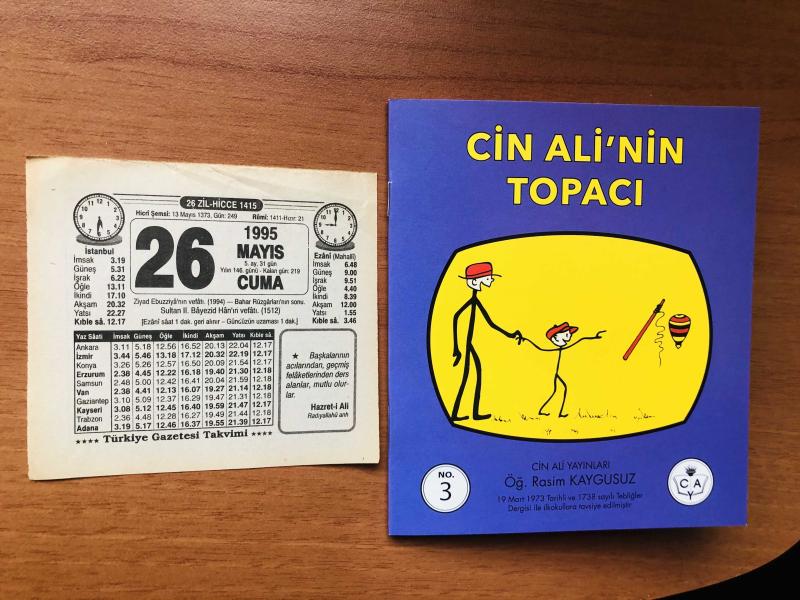 26 ZİL-HİCCE 1415
Hicrî Şemsî: 13 Mayıs 1373, Gün: 249 Rûmî: 1411-Hızır: 21
İstanbul
İmsak 3.19
Güneş 5.31
İşrak 6.22
Öğle 13.11
İkindi 17.10
Akşam 20.32
Yatsı 22.27
Kıble sâ. 12.17
26
1995
MAYIS
5. ay, 31 gün
Yılın 146. günü - Kalan gün: 219
CUMA
Ezânî (Mahallî)
İmsak 6.48
Güneş 9.00
İşrak 9.51
Öğle 4.40
İkindi 8.39
Akşam 12.00
Yatsı 1.55
Kıble sâ. 3.46
Ziyad Ebuzziyâ'nın vefâtı. (1994) — Bahar Rüzgârları'nın sonu.
Sultan II. Bâyezid Hân'ın vefâtı. (1512)
[Ezânî sâat 1 dak. geri alınır – Gündüzün uzaması 1 dak.]
Yaz Sâati İmsak Güneş Öğle İkindi Akşam Yatsı Kıble sâ.
Ankara 3.11 5.18 12.56 16.52 20.13 22.04 12.17
İzmir 3.44 5.46 13.18 17.12 20.32 22.19 12.17
Konya 3.26 5.26 12.57 16.50 20.09 21.54 12.17
Erzurum 2.38 4.45 12.22 16.18 19.40 21.30 12.18
Samsun 2.48 5.00 12.42 16.41 20.04 21.59 12.18
Van 2.38 4.41 12.13 16.07 19.27 21.14 12.18
Gaziantep 3.10 5.09 12.37 16.29 19.47 21.31 12.18
Kayseri 3.08 5.12 12.45 16.40 19.59 21.47 12.17
Trabzon 2.36 4.48 12.28 16.27 19.49 21.44 12.18
Adana 3.19 5.17 12.46 16.37 19.55 21.39 12.17
★ Başkalarının
acılarından, geçmiş
felâketlerinden ders
alanlar, mutlu olur-
lar.
Hazret-i Ali
Radıyallahü anh
★★★★ Türkiye Gazetesi Takvimi ★★★★
CİN ALİ'NİN
TOPACI
CİN ALİ YAYINLARI
Öğ. Rasim KAYGUSUZ
19 Mart 1973 Tarihli ve 1738 sayılı Tebliğler
Dergisi ile ilkokullara tavsiye edilmiştir.
NO.
3
C A
Y